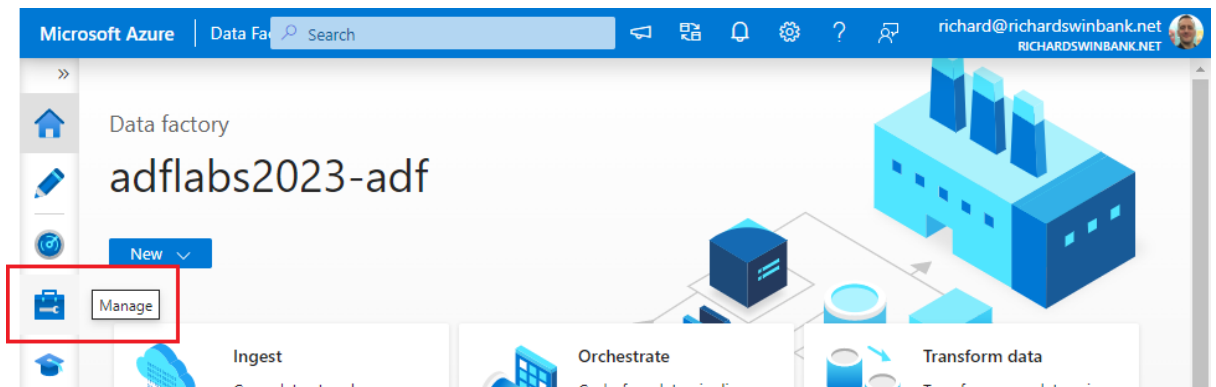 Microsoft Azure
Data Fa
Search
?
richard@richardswinbank.net
RICHARDSWINBANK.NET
»
Data factory
adflabs2023-adf
New
Manage
Ingest
Orchestrate
Transform data